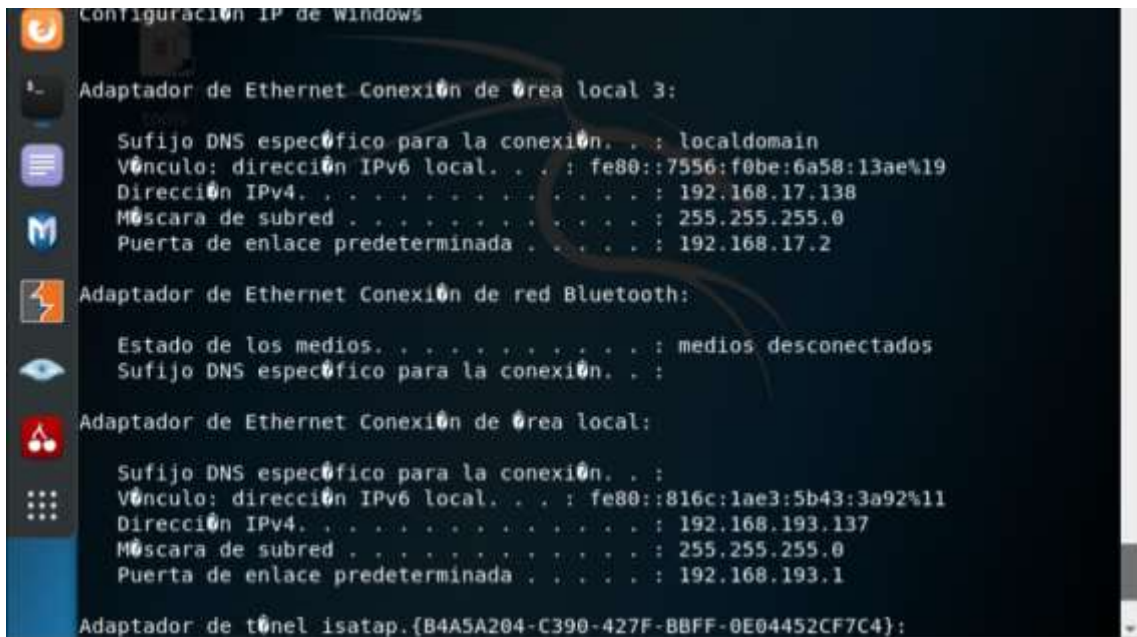 Configuraci�n IP de Windows
Adaptador de Ethernet Conexi�n de �rea local 3:
Sufijo DNS espec�fico para la conexi�n. . : localdomain
V�nculo: direcci�n IPv6 local. . . : fe80::7556:f0be:6a58:13ae%19
Direcci�n IPv4. . . . . . . . . . . . . . : 192.168.17.138
M�scara de subred . . . . . . . . . . . . : 255.255.255.0
Puerta de enlace predeterminada . . . . . : 192.168.17.2
Adaptador de Ethernet Conexi�n de red Bluetooth:
Estado de los medios. . . . . . . . . . . : medios desconectados
Sufijo DNS espec�fico para la conexi�n. . :
Adaptador de Ethernet Conexi�n de �rea local:
Sufijo DNS espec�fico para la conexi�n. . :
V�nculo: direcci�n IPv6 local. . . : fe80::816c:1ae3:5b43:3a92%11
Direcci�n IPv4. . . . . . . . . . . . . . : 192.168.193.137
M�scara de subred . . . . . . . . . . . . : 255.255.255.0
Puerta de enlace predeterminada . . . . . : 192.168.193.1
Adaptador de t�nel isatap.{B4A5A204-C390-427F-BBFF-0E04452CF7C4}: